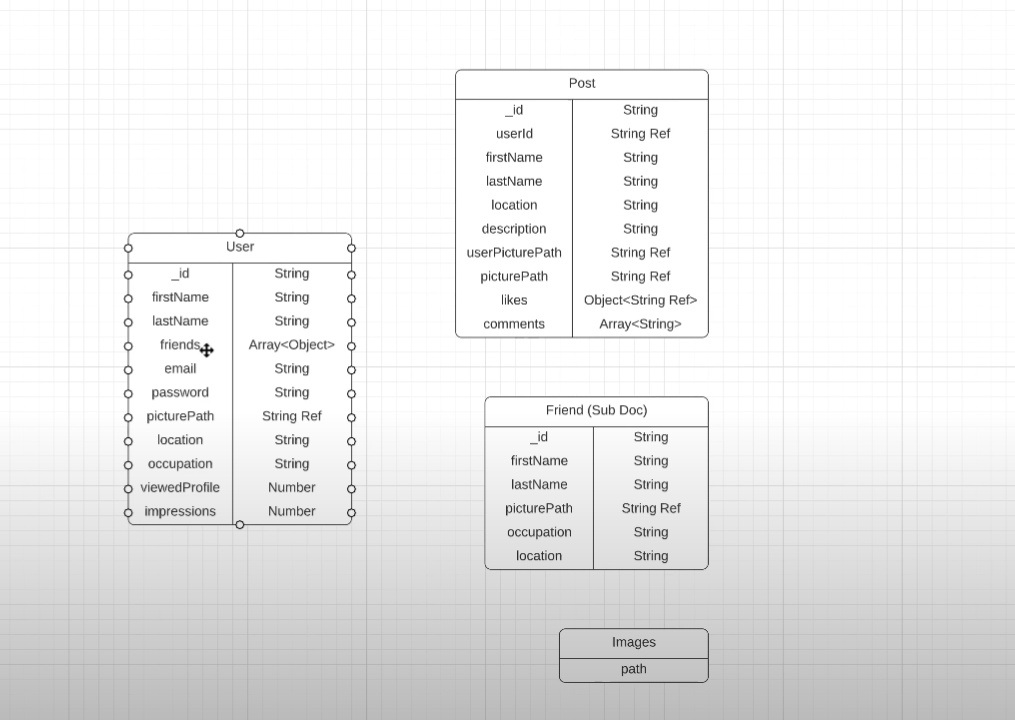 Post
_id String
userId String Ref
firstName String
lastName String
location String
description String
userPicturePath String Ref
picturePath String Ref
likes Object<String Ref>
comments Array<String>
User
_id String
firstName String
lastName String
friends Array<Object>
email String
password String
picturePath String Ref
location String
occupation String
viewedProfile Number
impressions Number
Friend (Sub Doc)
_id String
firstName String
lastName String
picturePath String Ref
occupation String
location String
Images
path